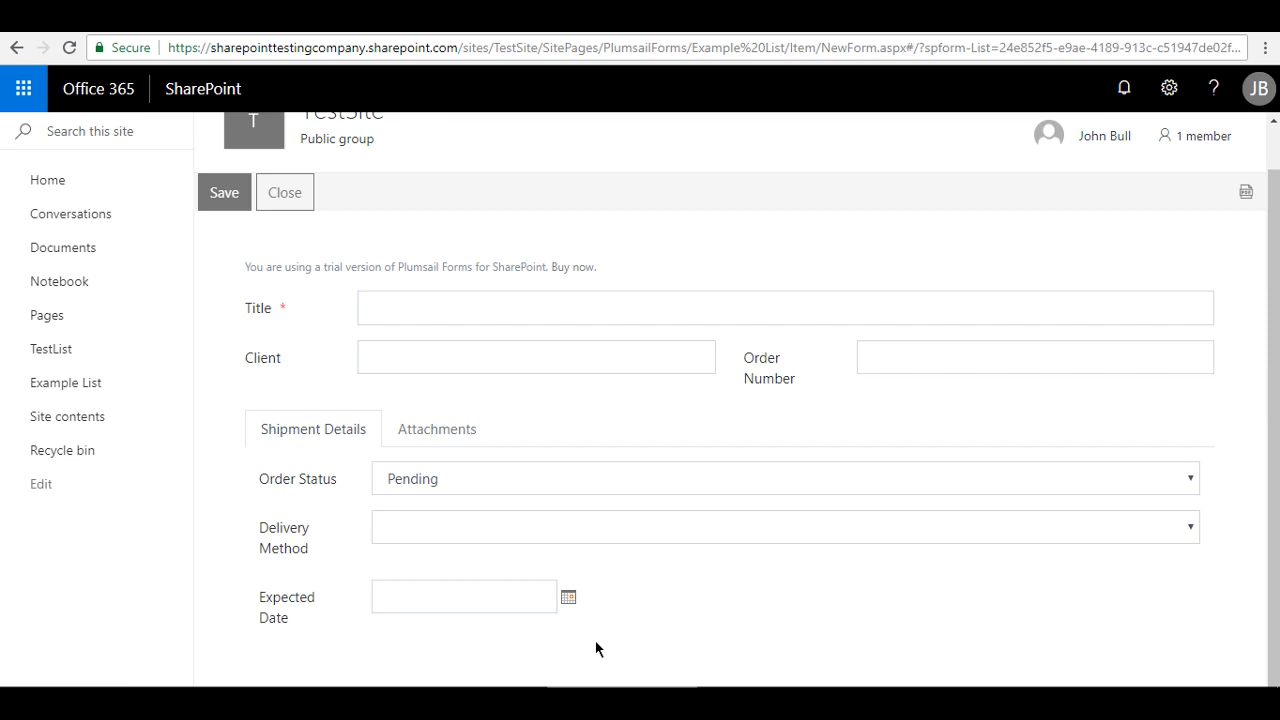 Secure https://sharepointtestingcompany.sharepoint.com/sites/TestSite/SitePages/PlumsailForms/Example%20List/Item/NewForm.aspx#/?spform-List=24e852f5-e9ae-4189-913c-c51947de02f...
Office 365 SharePoint ? JB
Search this site
T TestSite
Public group
John Bull 1 member
Home
Conversations
Documents
Notebook
Pages
TestList
Example List
Site contents
Recycle bin
Edit
Save Close PDF
You are using a trial version of Plumsail Forms for SharePoint. Buy now.
Title *
Client
Order
Number
Shipment Details Attachments
Order Status Pending
Delivery
Method
Expected
Date